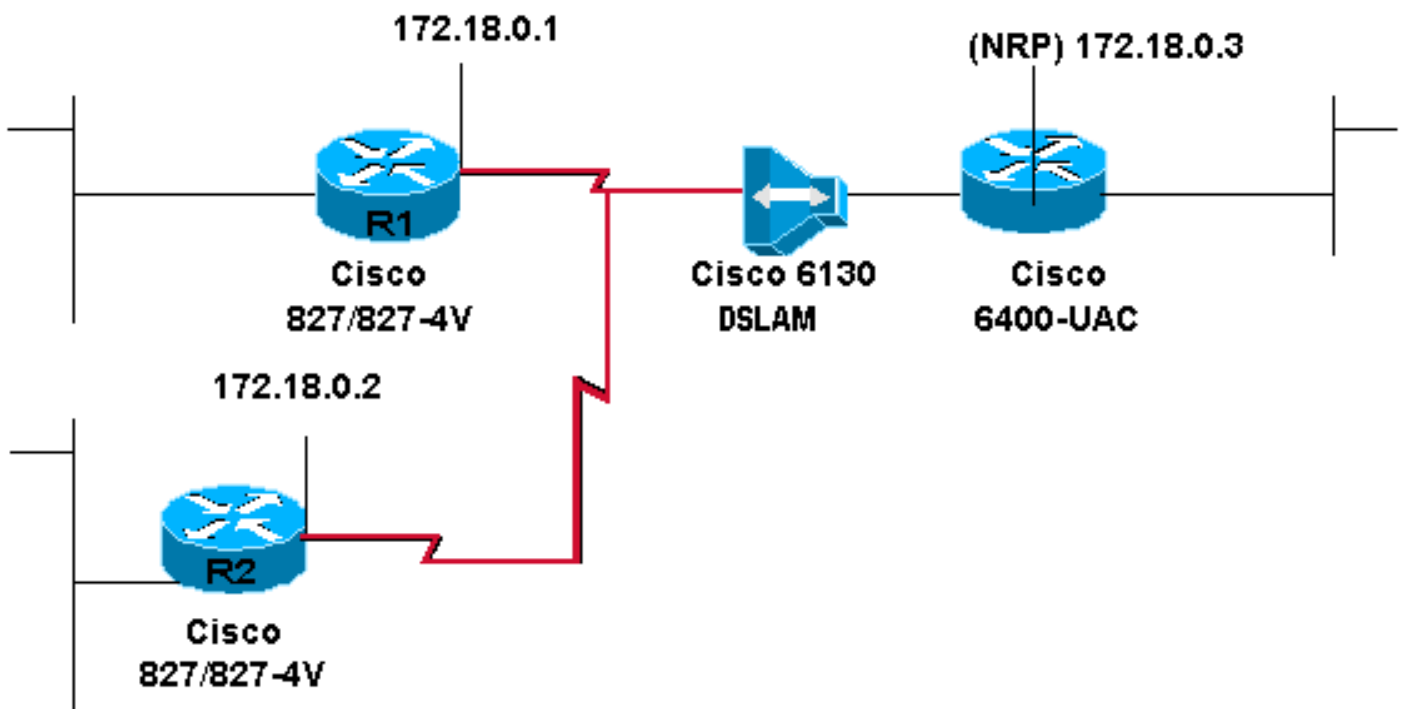 172.18.0.1
(NRP) 172.18.0.3
R1
Cisco
827/827-4V
Cisco 6130
DSLAM
Cisco
6400-UAC
172.18.0.2
R2
Cisco
827/827-4V